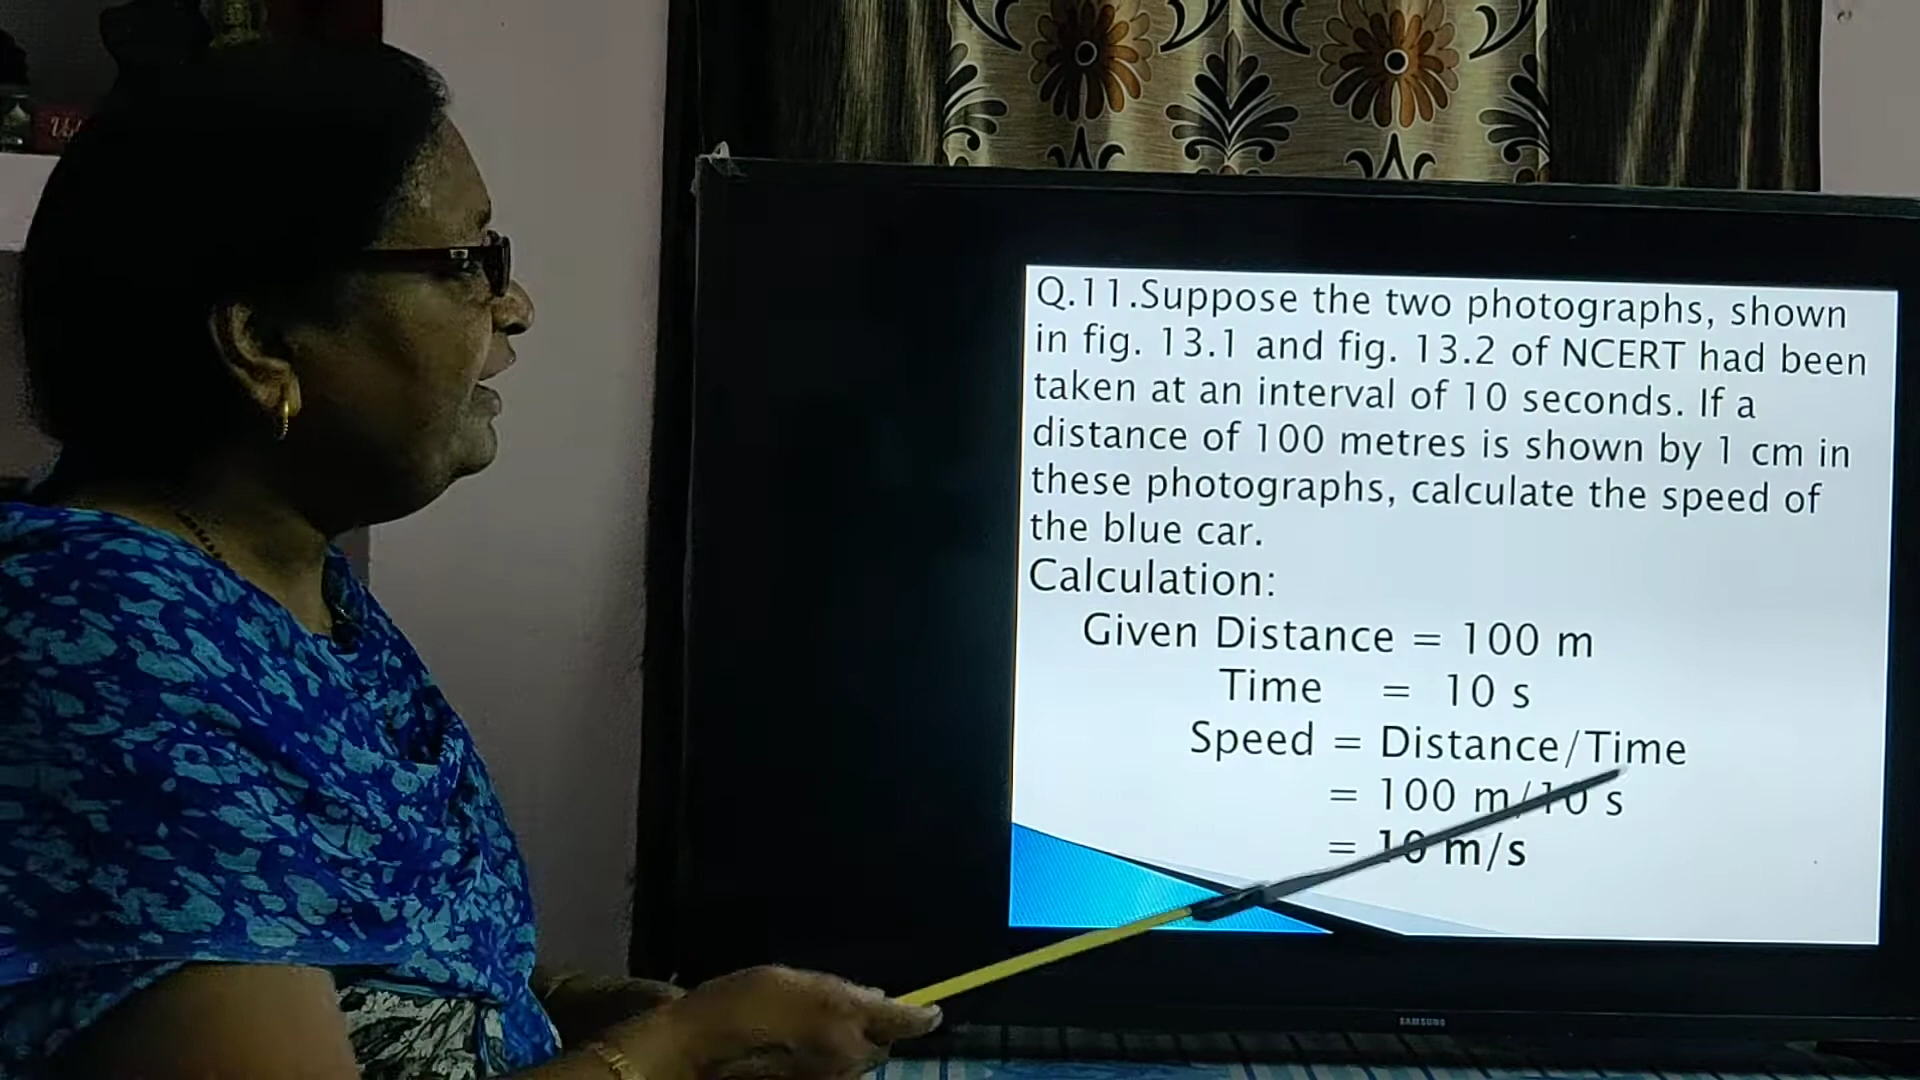 Q.11.Suppose the two photographs, shown
in fig. 13.1 and fig. 13.2 of NCERT had been
taken at an interval of 10 seconds. If a
distance of 100 metres is shown by 1 cm in
these photographs, calculate the speed of
the blue car.
Calculation:
Given Distance = 100 m
Time = 10 s
Speed = Distance/Time
= 100 m/10 s
= 10 m/s
SAMSUNG